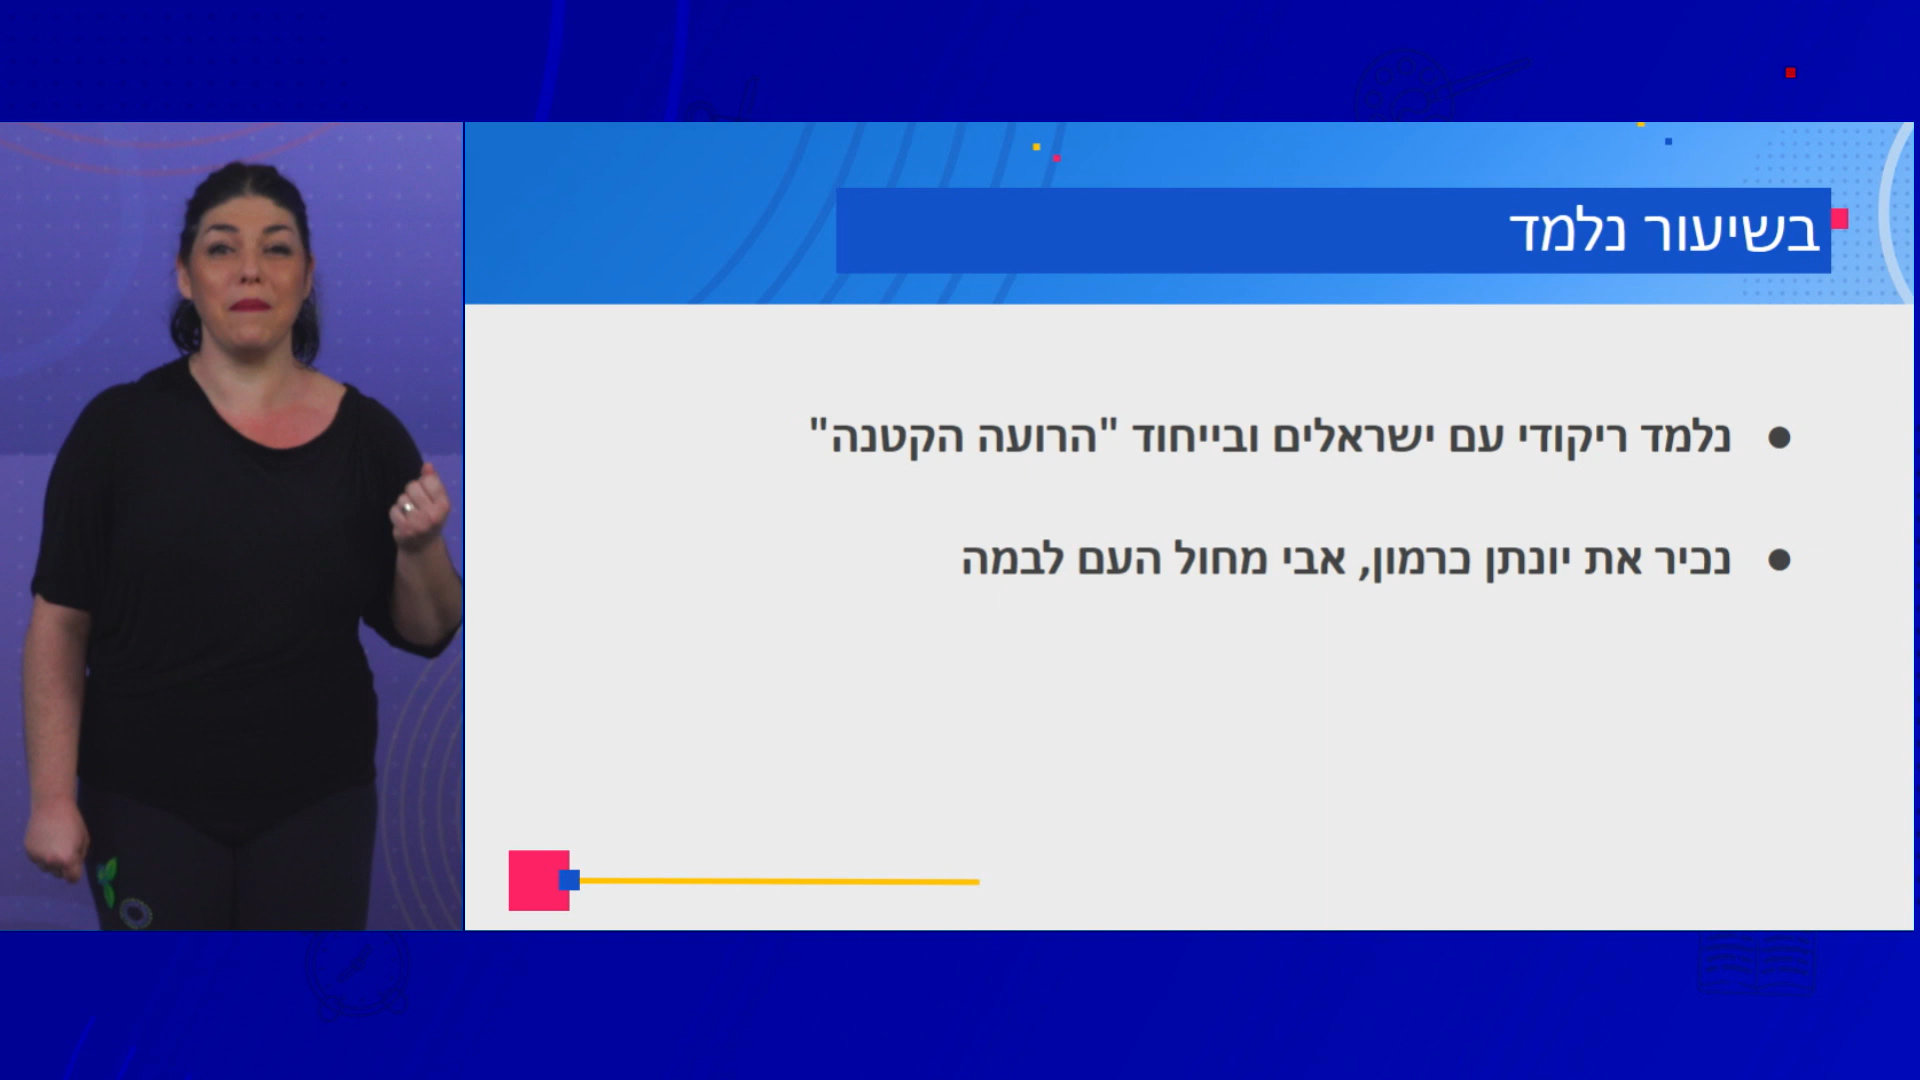 בשיעור נלמד
● נלמד ריקודי עם ישראלים ובייחוד "הרועה הקטנה"
● נכיר את יונתן כרמון, אבי מחול העם לבמה